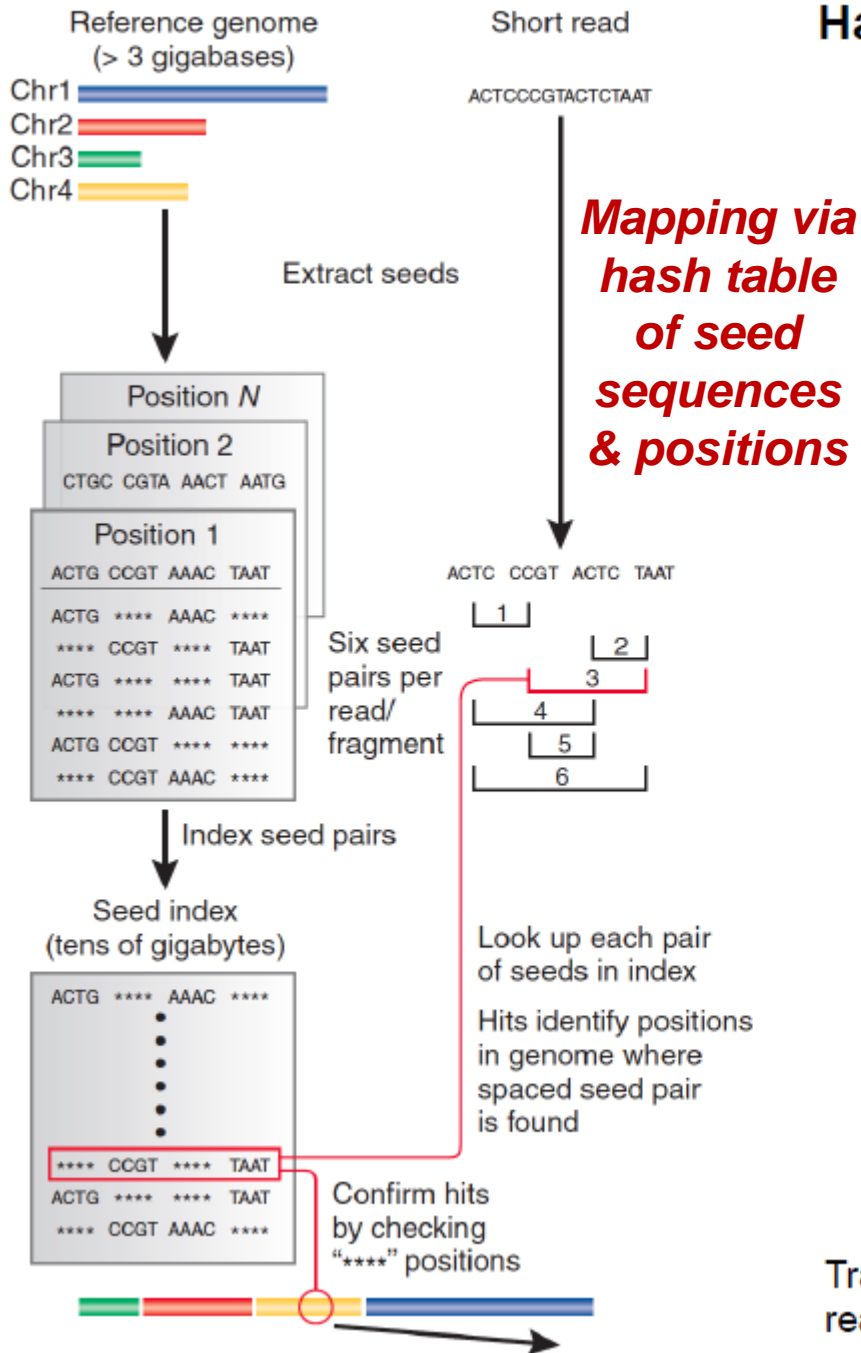 Reference genome
(> 3 gigabases)
Chr1
Chr2
Chr3
Chr4
Short read
ACTCCCGTACTCTAAT
Ha
Mapping via
hash table
of seed
sequences
& positions
Extract seeds
Position N
Position 2
CTGC CGTA AACT AATG
Position 1
ACTG CCGT AAAC TAAT
ACTG **** AAAC ****
**** CCGT **** TAAT
ACTG **** **** TAAT
**** **** AAAC TAAT
ACTG CCGT **** ****
**** CCGT AAAC ****
Six seed
pairs per
read/
fragment
ACTC CCGT ACTC TAAT
1
2
3
4
5
6
Index seed pairs
Seed index
(tens of gigabytes)
ACTG **** AAAC ****
**** CCGT **** TAAT
ACTG **** **** TAAT
**** CCGT AAAC ****
Look up each pair
of seeds in index
Hits identify positions
in genome where
spaced seed pair
is found
Confirm hits
by checking
"****" positions
Tra
rea